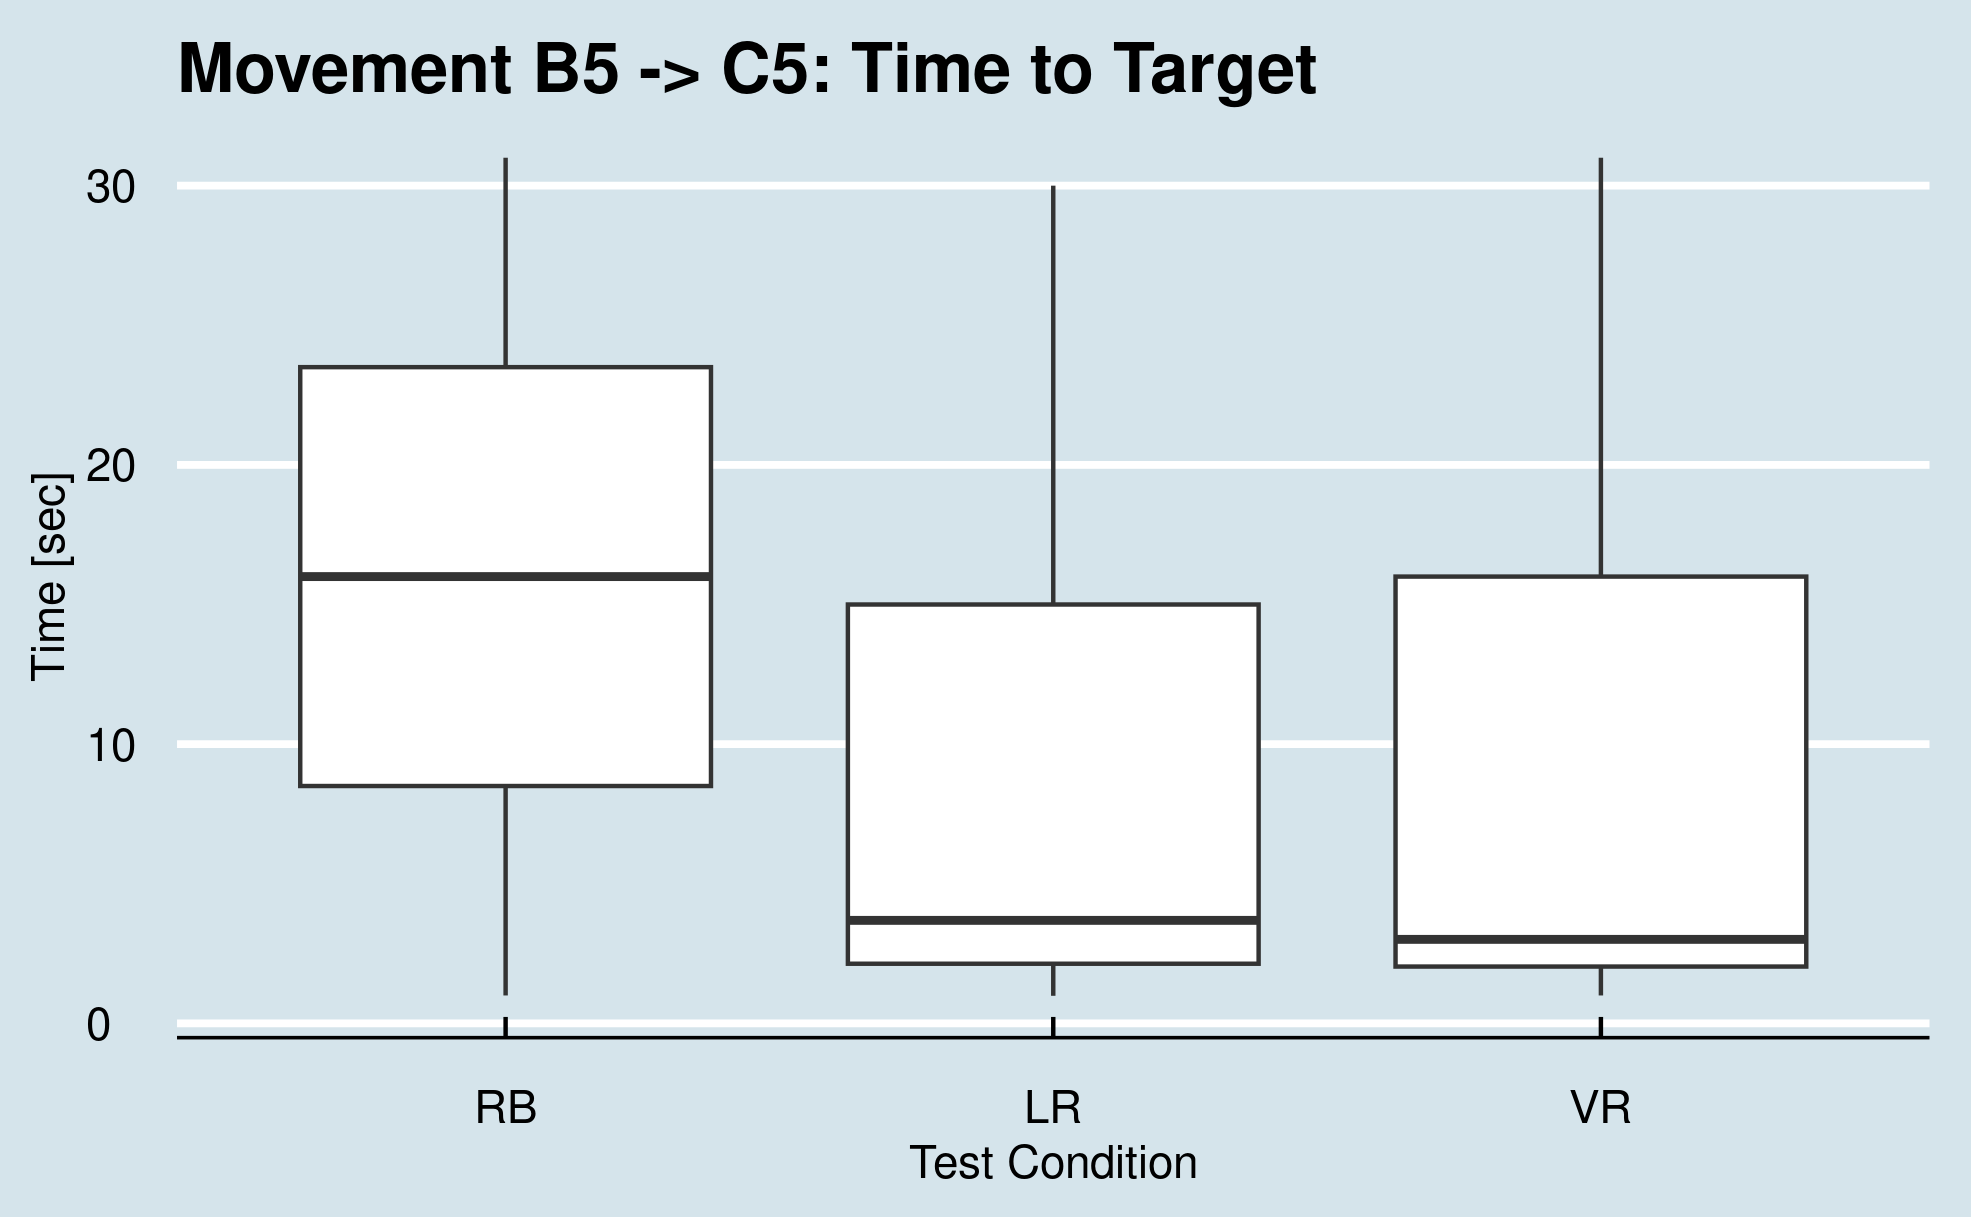 Movement B5 -> C5: Time to Target
30
20
10
0
Time [sec]
RB
LR
VR
Test Condition